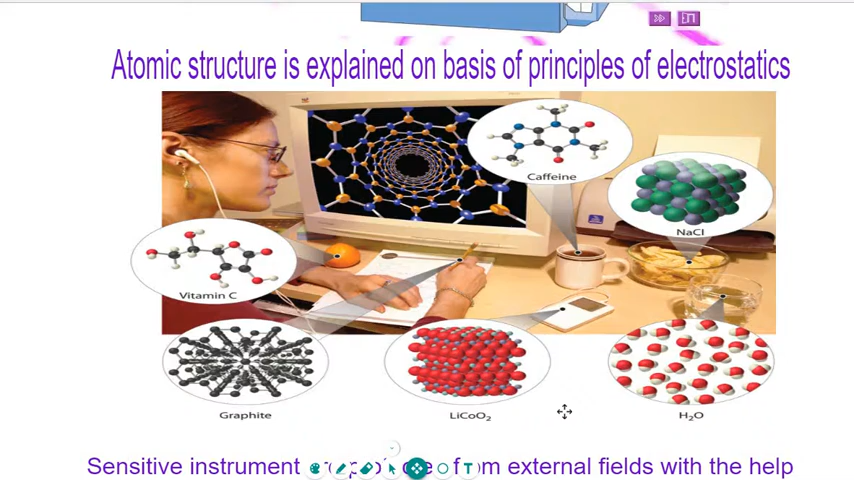 Atomic structure is explained on basis of principles of electrostatics
Caffeine
NaCl
Vitamin C
Graphite
LiCoO₂
H₂O
Sensitive instrument from external fields with the help